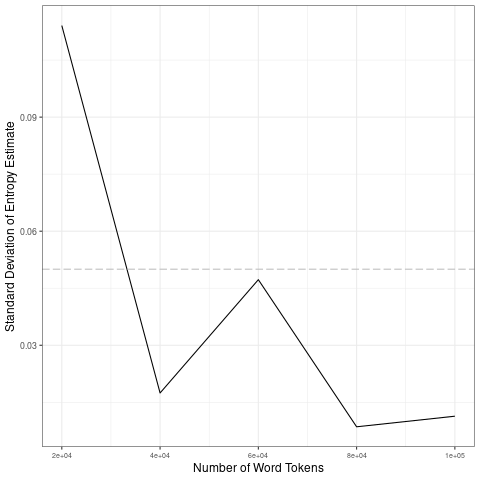 Standard Deviation of Entropy Estimate
0.09
0.06
0.03
2e+04 4e+04 6e+04 8e+04 1e+05
Number of Word Tokens